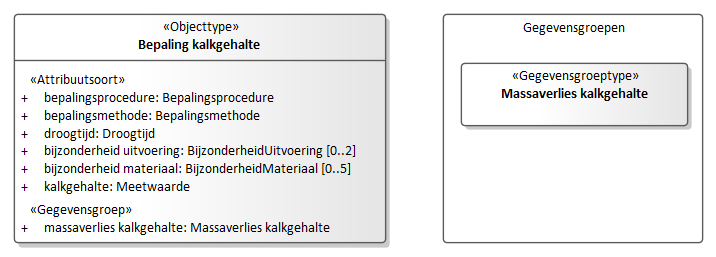 «Objecttype»
Bepaling kalkgehalte
«Attribuutsoort»
+ bepalingsprocedure: Bepalingsprocedure
+ bepalingsmethode: Bepalingsmethode
+ droogtijd: Droogtijd
+ bijzonderheid uitvoering: BijzonderheidUitvoering [0..2]
+ bijzonderheid materiaal: BijzonderheidMateriaal [0..5]
+ kalkgehalte: Meetwaarde
«Gegevensgroep»
+ massaverlies kalkgehalte: Massaverlies kalkgehalte
Gegevensgroepen
«Gegevensgroeptype»
Massaverlies kalkgehalte